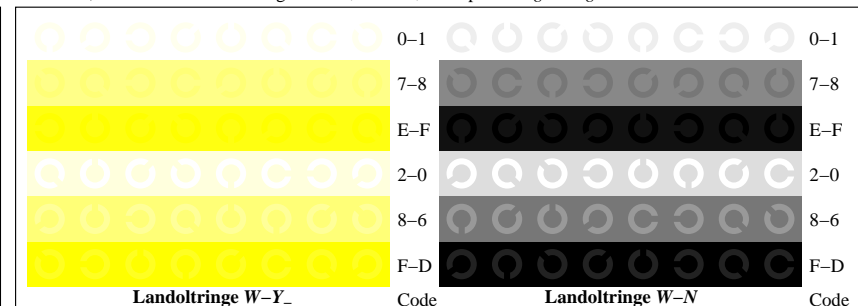 0–1 0–1
7–8 7–8
E–F E–F
2–0 2–0
8–6 8–6
F–D F–D
Landoltringe W–Y_ Code Landoltringe W–N Code